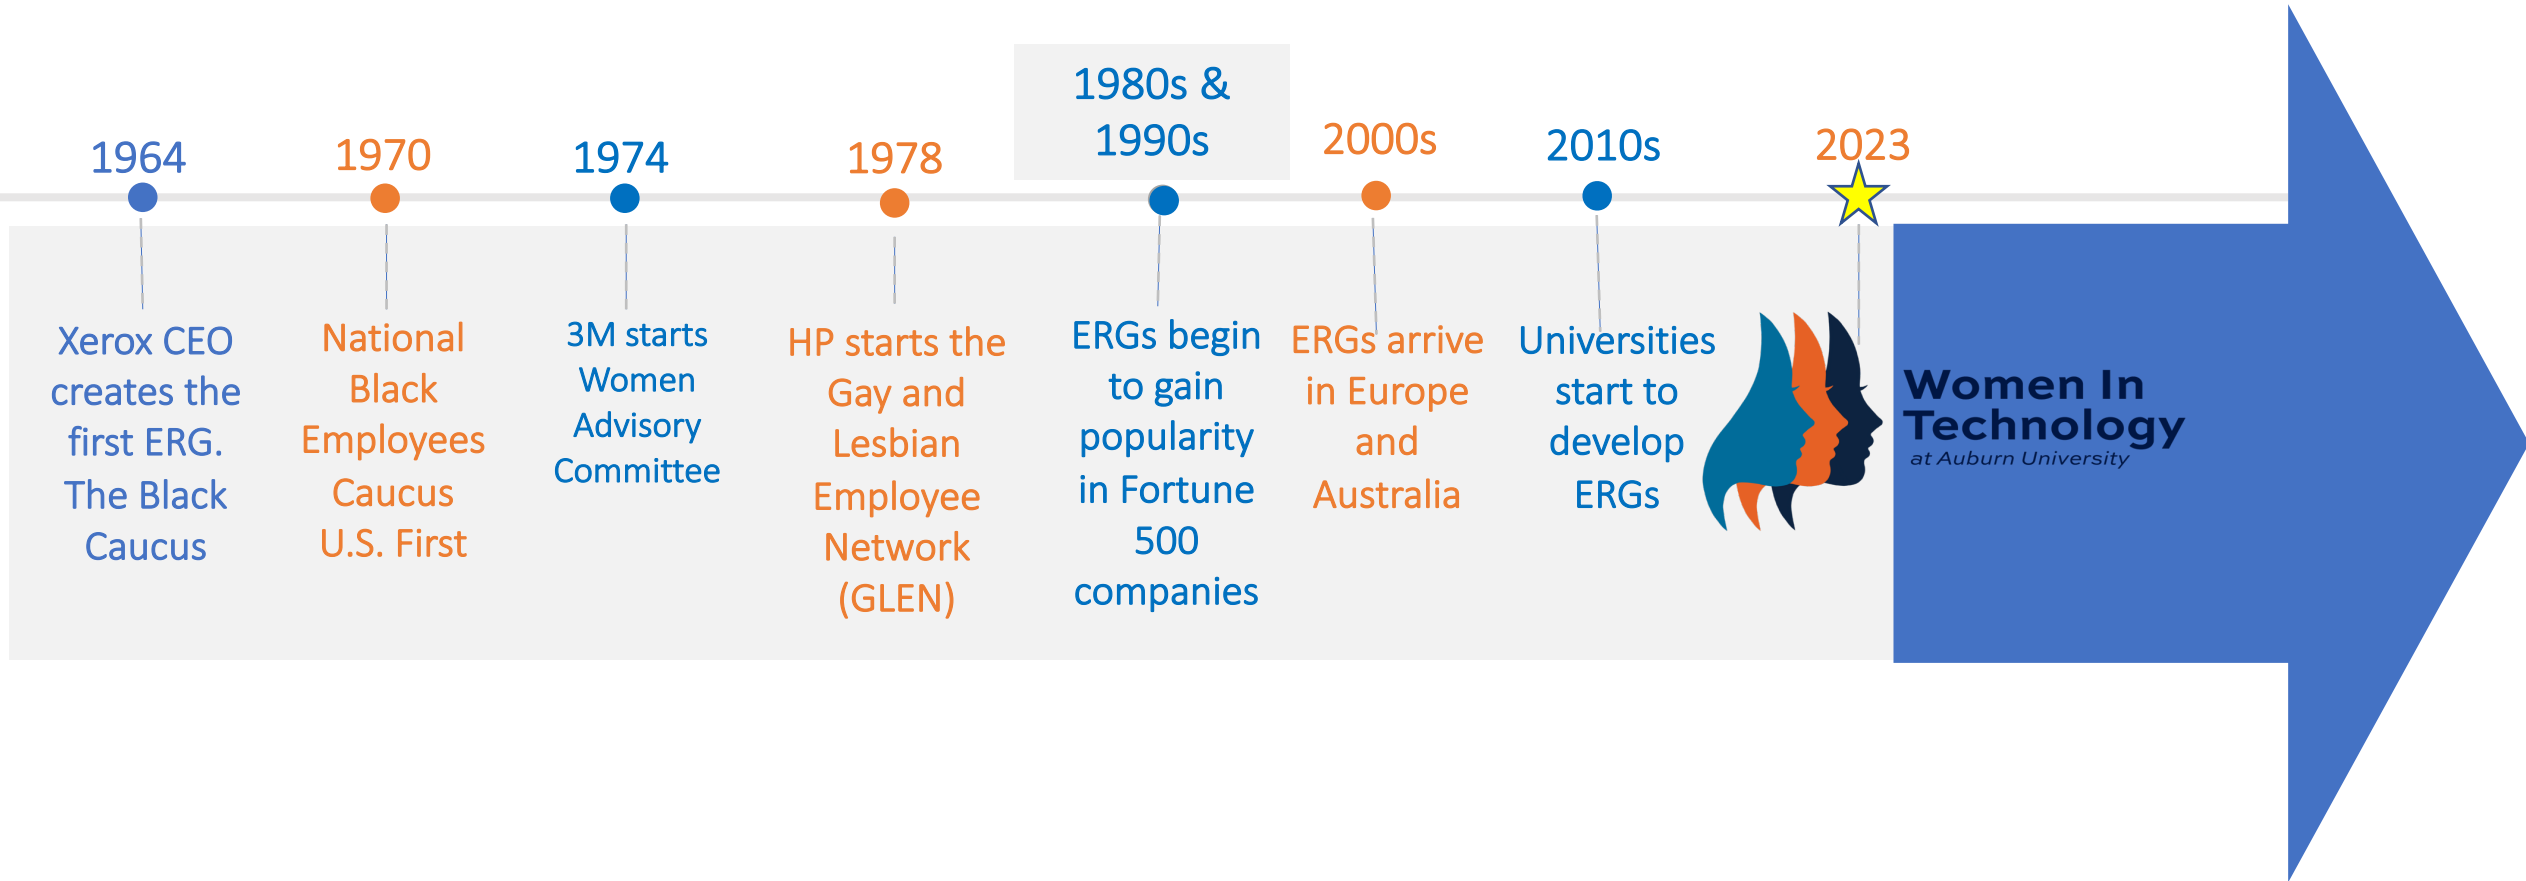 1964
Xerox CEO
creates the
first ERG.
The Black
Caucus
1970
National
Black
Employees
Caucus
U.S. First
1974
3M starts
Women
Advisory
Committee
1978
HP starts the
Gay and
Lesbian
Employee
Network
(GLEN)
1980s &
1990s
ERGs begin
to gain
popularity
in Fortune
500
companies
2000s
ERGs arrive
in Europe
and
Australia
2010s
Universities
start to
develop
ERGs
2023
Women In
Technology
at Auburn University